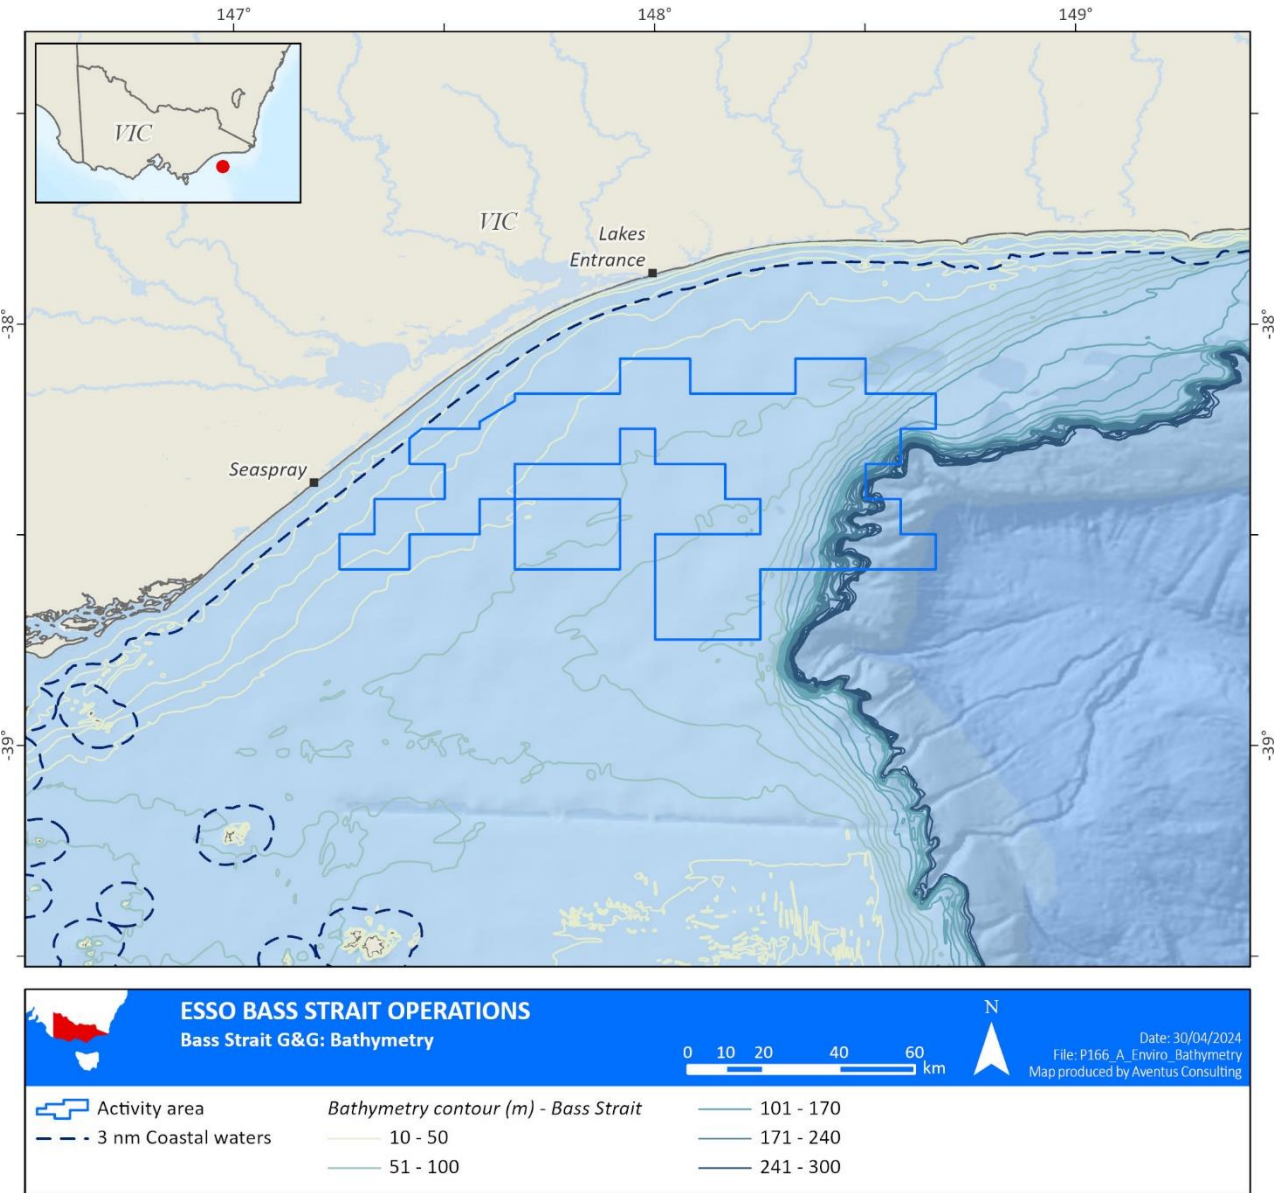 147°
148°
149°
VIC
VIC
Lakes
Entrance
Seaspray
-38°
-38°
-39°
-39°
ESSO BASS STRAIT OPERATIONS
Bass Strait G&G: Bathymetry
0 10 20 40 60
km
N
Date: 30/04/2024
File: P166_A_Enviro_Bathymetry
Map produced by Aventus Consulting
Activity area
3 nm Coastal waters
Bathymetry contour (m) - Bass Strait
10 - 50
51 - 100
101 - 170
171 - 240
241 - 300